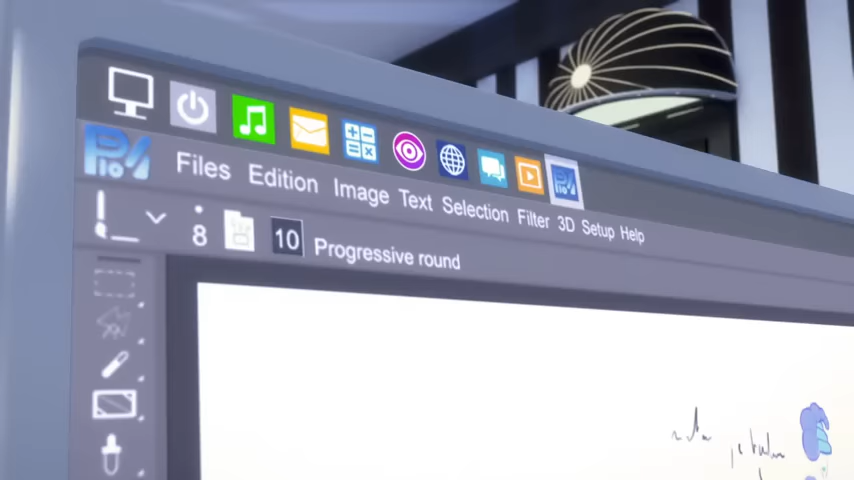 Files Edition Image Text Selection Filter 3D Setup Help
8 10 Progressive round